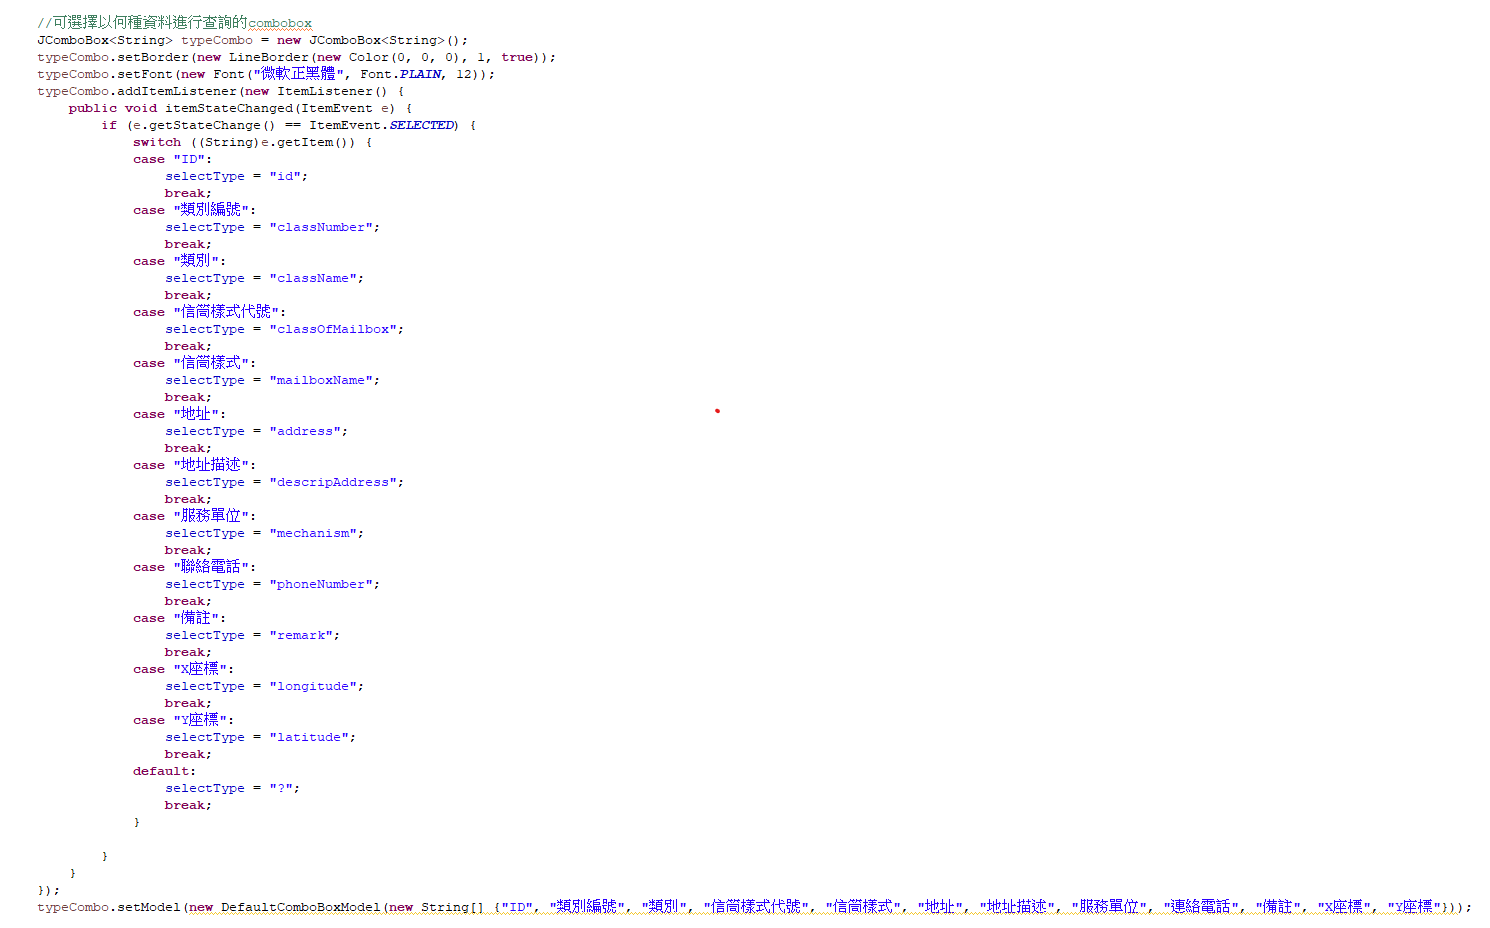 //可選擇以何種資料進行查詢的combobox
JComboBox<String> typeCombo = new JComboBox<String>();
typeCombo.setBorder(new LineBorder(new Color(0, 0, 0), 1, true));
typeCombo.setFont(new Font("微軟正黑體", Font.PLAIN, 12));
typeCombo.addItemListener(new ItemListener() {
    public void itemStateChanged(ItemEvent e) {
        if (e.getStateChange() == ItemEvent.SELECTED) {
            switch ((String)e.getItem()) {
            case "ID":
                selectType = "id";
                break;
            case "類別編號":
                selectType = "classNumber";
                break;
            case "類別":
                selectType = "className";
                break;
            case "信筒樣式代號":
                selectType = "classOfMailbox";
                break;
            case "信筒樣式":
                selectType = "mailboxName";
                break;
            case "地址":
                selectType = "address";
                break;
            case "地址描述":
                selectType = "descripAddress";
                break;
            case "服務單位":
                selectType = "mechanism";
                break;
            case "聯絡電話":
                selectType = "phoneNumber";
                break;
            case "備註":
                selectType = "remark";
                break;
            case "X座標":
                selectType = "longitude";
                break;
            case "Y座標":
                selectType = "latitude";
                break;
            default:
                selectType = "?";
                break;
            }
        }
    }
});
typeCombo.setModel(new DefaultComboBoxModel(new String[] {"ID", "類別編號", "類別", "信筒樣式代號", "信筒樣式", "地址", "地址描述", "服務單位", "連絡電話", "備註", "X座標", "Y座標"}));